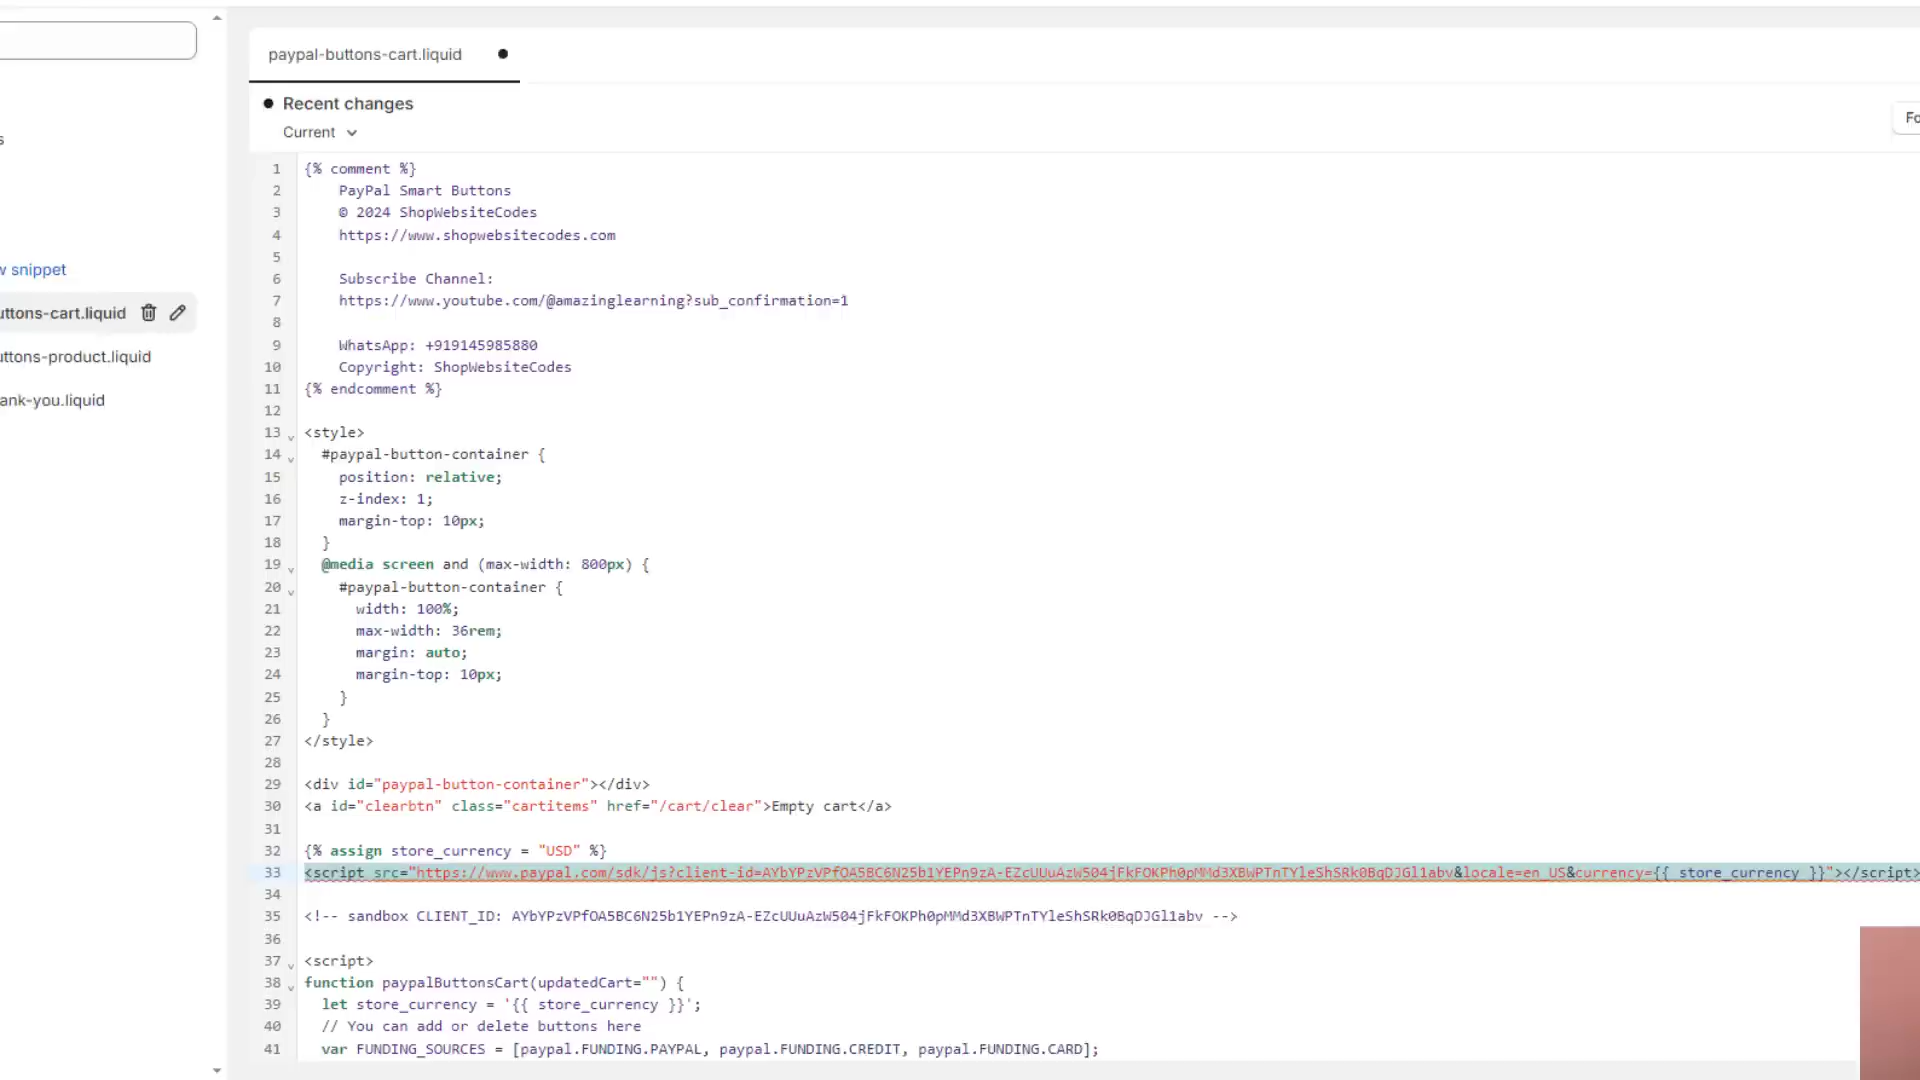 paypal-buttons-cart.liquid
Recent changes
Current
Fo
s
w snippet
uttons-cart.liquid
uttons-product.liquid
ank-you.liquid
1 {% comment %}
2 PayPal Smart Buttons
3 © 2024 ShopWebsiteCodes
4 https://www.shopwebsitecodes.com
5
6 Subscribe Channel:
7 https://www.youtube.com/@amazinglearning?sub_confirmation=1
8
9 WhatsApp: +919145985880
10 Copyright: ShopWebsiteCodes
11 {% endcomment %}
12
13 <style>
14 #paypal-button-container {
15 position: relative;
16 z-index: 1;
17 margin-top: 10px;
18 }
19 @media screen and (max-width: 800px) {
20 #paypal-button-container {
21 width: 100%;
22 max-width: 36rem;
23 margin: auto;
24 margin-top: 10px;
25 }
26 }
27 </style>
28
29 <div id="paypal-button-container"></div>
30 <a id="clearbtn" class="cartitems" href="/cart/clear">Empty cart</a>
31
32 {% assign store_currency = "USD" %}
33 <script src="https://www.paypal.com/sdk/js?client-id=AYbYPzVPfOA5BC6N25b1YEPn9zA-EZcUUuAzW504jFkFOKPh0pMMd3XBWPTnTYleShSRk0BqDJGl1abv&locale=en_US&currency={{ store_currency }}"></script>
34
35 <!-- sandbox CLIENT_ID: AYbYPzVPfOA5BC6N25b1YEPn9zA-EZcUUuAzW504jFkFOKPh0pMMd3XBWPTnTYleShSRk0BqDJGl1abv -->
36
37 <script>
38 function paypalButtonsCart(updatedCart="") {
39 let store_currency = '{{ store_currency }}';
40 // You can add or delete buttons here
41 var FUNDING_SOURCES = [paypal.FUNDING.PAYPAL, paypal.FUNDING.CREDIT, paypal.FUNDING.CARD];